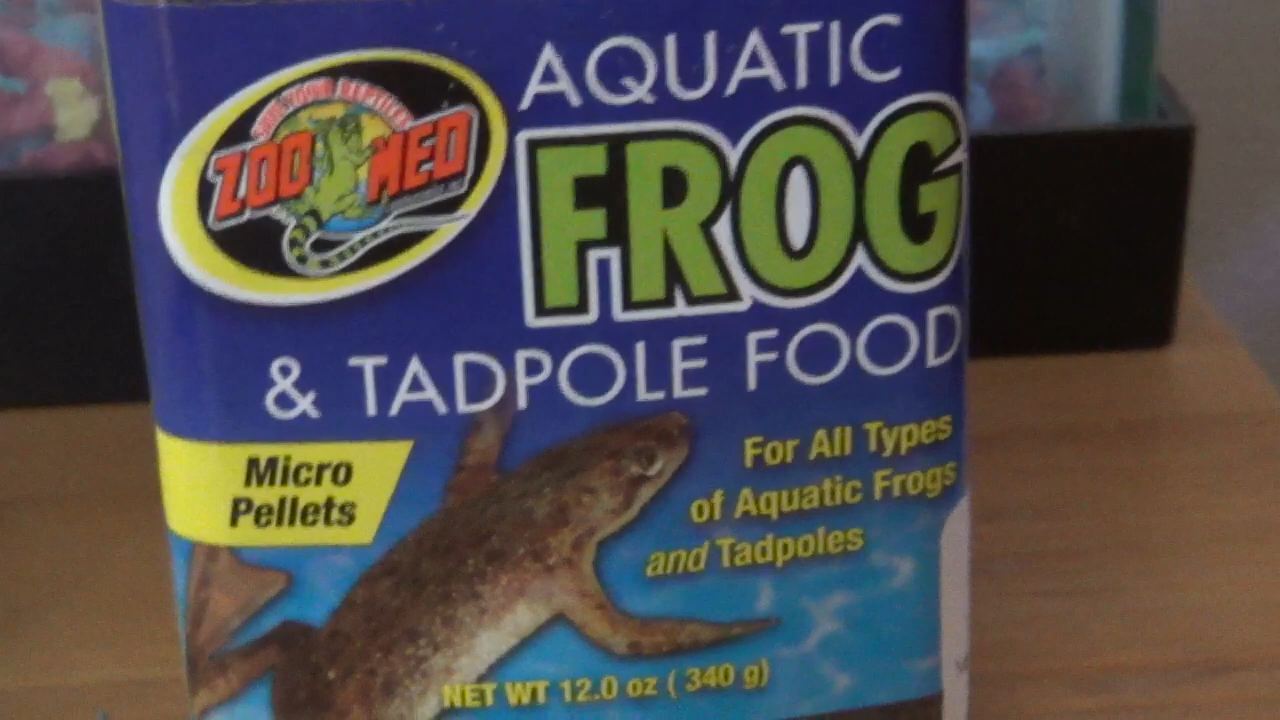 AQUATIC
FROG
& TADPOLE FOOD
ZOO MED
Micro
Pellets
For All Types
of Aquatic Frogs
and Tadpoles
NET WT 12.0 oz ( 340 g)